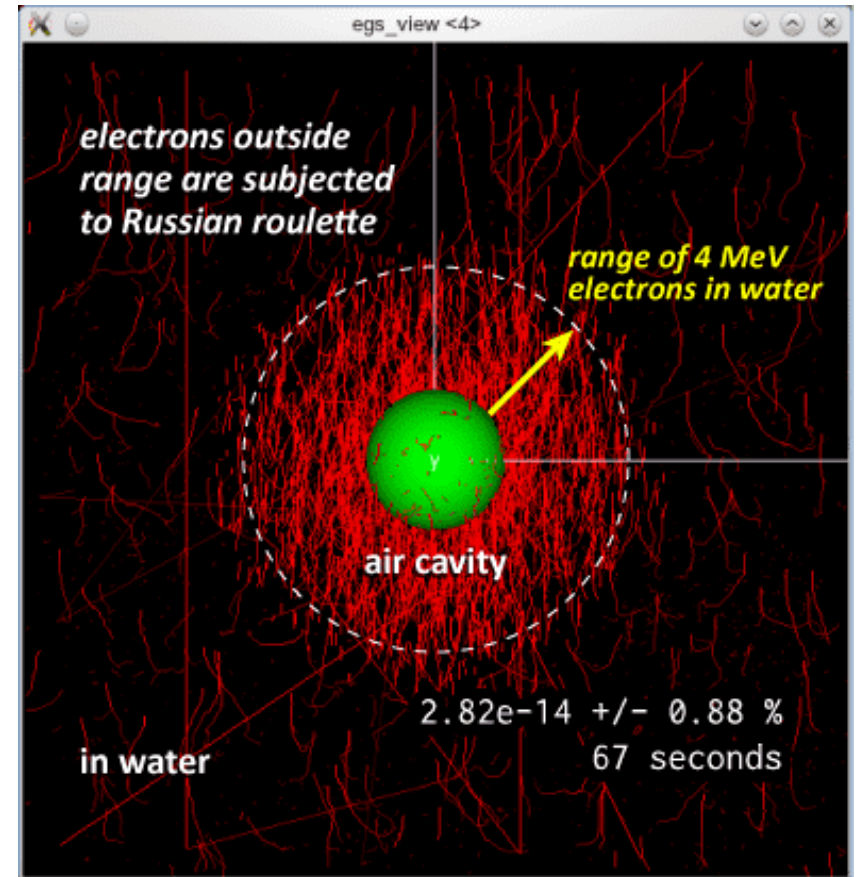 egs_view <4>
electrons outside
range are subjected
to Russian roulette
range of 4 MeV
electrons in water
y
air cavity
2.82e-14 +/- 0.88 %
67 seconds
in water